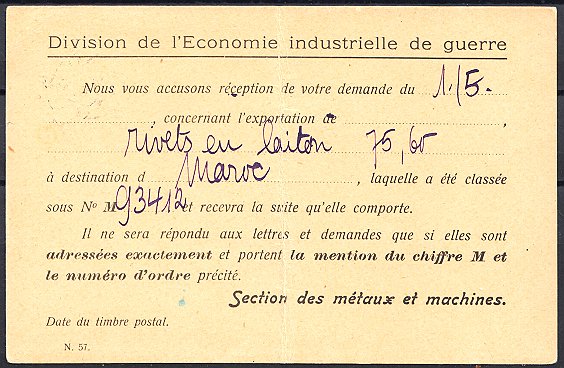 Division de l'Economie industrielle de guerre
Nous vous accusons réception de votre demande du 1./5.
, concernant l'exportation de ,
rivets en laiton 75,60
à destination d Maroc , laquelle a été classée
sous No M 93412 et recevra la suite qu'elle comporte.
Il ne sera répondu aux lettres et demandes que si elles sont
adressées exactement et portent la mention du chiffre M et
le numéro d'ordre précité.
Section des métaux et machines.
Date du timbre postal.
N. 57.